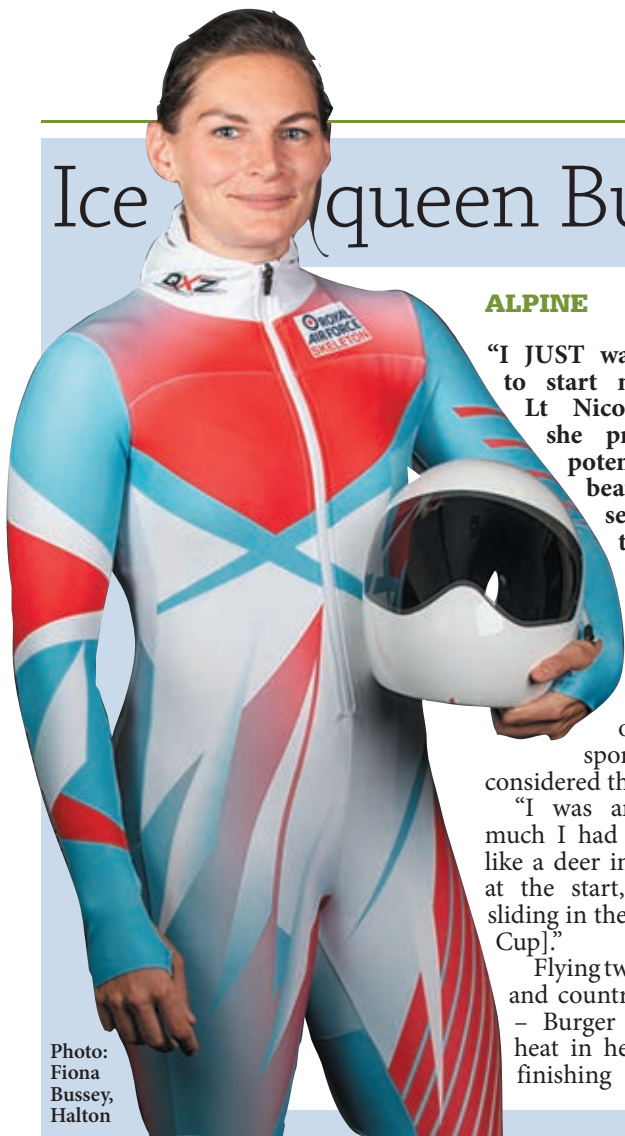 Ice queen Bu
ROYAL
AIR FORCE
SKELETON
ALPINE
“I JUST wa
to start
Lt Nico
she pr
poten
bea
se
t
spor
considered th
“I was a
much I had
like a deer in
at the start,
sliding in the
Cup].”
Flying tw
and countr
– Burger
heat in he
finishing
Photo:
Fiona
Bussey,
Halton